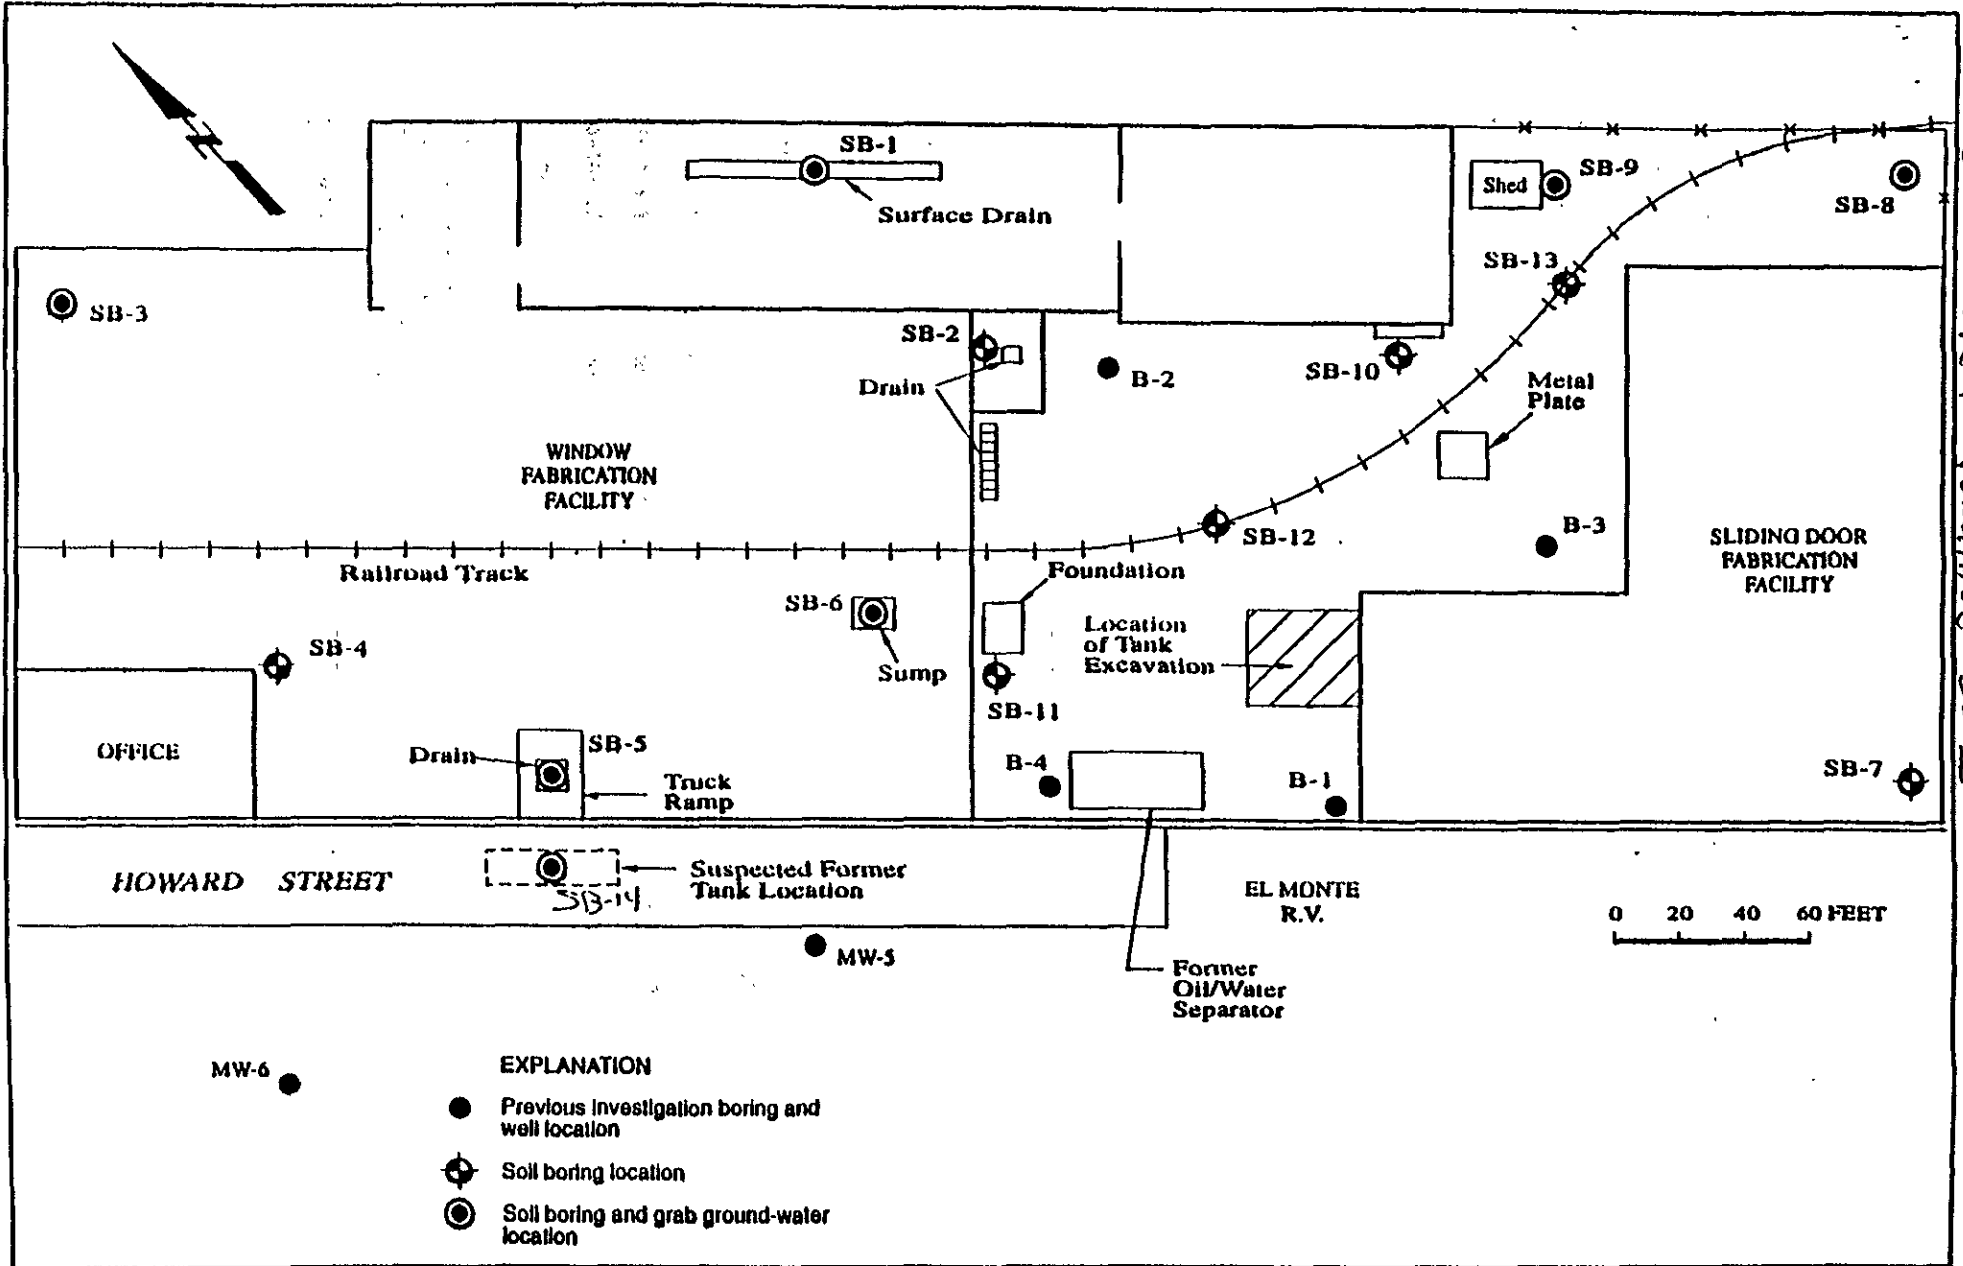 SB-1
Surface Drain
Shed
SB-9
SB-8
SB-13
SB-3
SB-2
Drain
B-2
SB-10
Metal
Plate
WINDOW
FABRICATION
FACILITY
SB-12
B-3
SLIDING DOOR
FABRICATION
FACILITY
Railroad Track
Foundation
SB-6
Sump
Location
of Tank
Excavation
SB-4
SB-11
OFFICE
Drain
SB-5
Truck
Ramp
B-4
B-1
SB-7
HOWARD STREET
Suspected Former
Tank Location
SB-14
EL MONTE
R.V.
0 20 40 60 FEET
MW-5
Former
Oil/Water
Separator
MW-6
EXPLANATION
Previous investigation boring and
well location
Soil boring location
Soil boring and grab ground-water
location